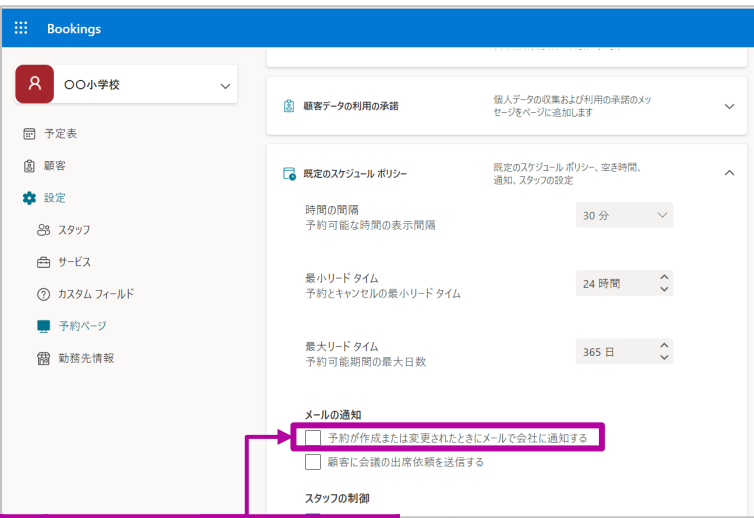 Bookings
〇〇小学校
予定表
顧客
設定
スタッフ
サービス
カスタム フィールド
予約ページ
勤務先情報
顧客データの利用の承諾
個人データの収集および利用の承諾のメッ
セージをページに追加します
既定のスケジュール ポリシー
既定のスケジュール ポリシー、空き時間、
通知、スタッフの設定
時間の間隔
予約可能な時間の表示間隔
30 分
最小リード タイム
予約とキャンセルの最小リード タイム
24 時間
最大リード タイム
予約可能期間の最大日数
365 日
メールの通知
予約が作成または変更されたときにメールで会社に通知する
顧客に会議の出席依頼を送信する
スタッフの制御